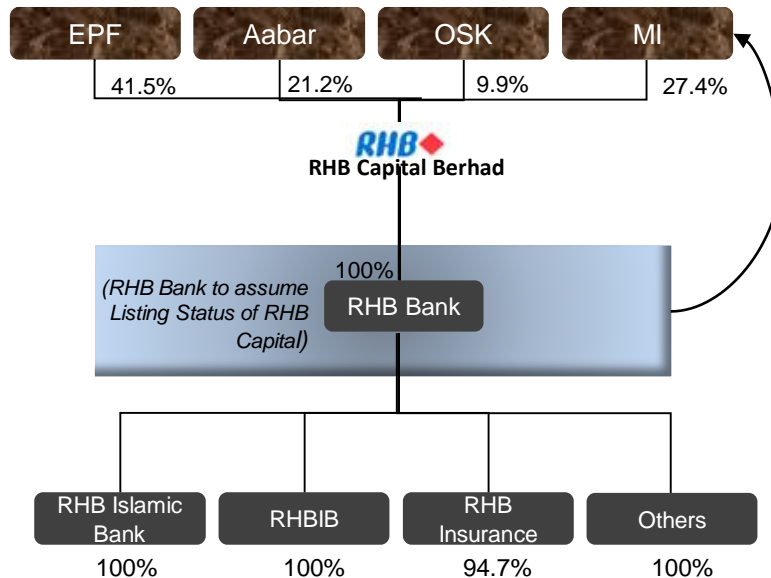 EPF
Aabar
OSK
MI
41.5%
21.2%
9.9%
27.4%
RHB
RHB Capital Berhad
100%
(RHB Bank to assume
Listing Status of RHB
Capital)
RHB Bank
RHB Islamic
Bank
RHBIB
RHB
Insurance
Others
100%
100%
94.7%
100%